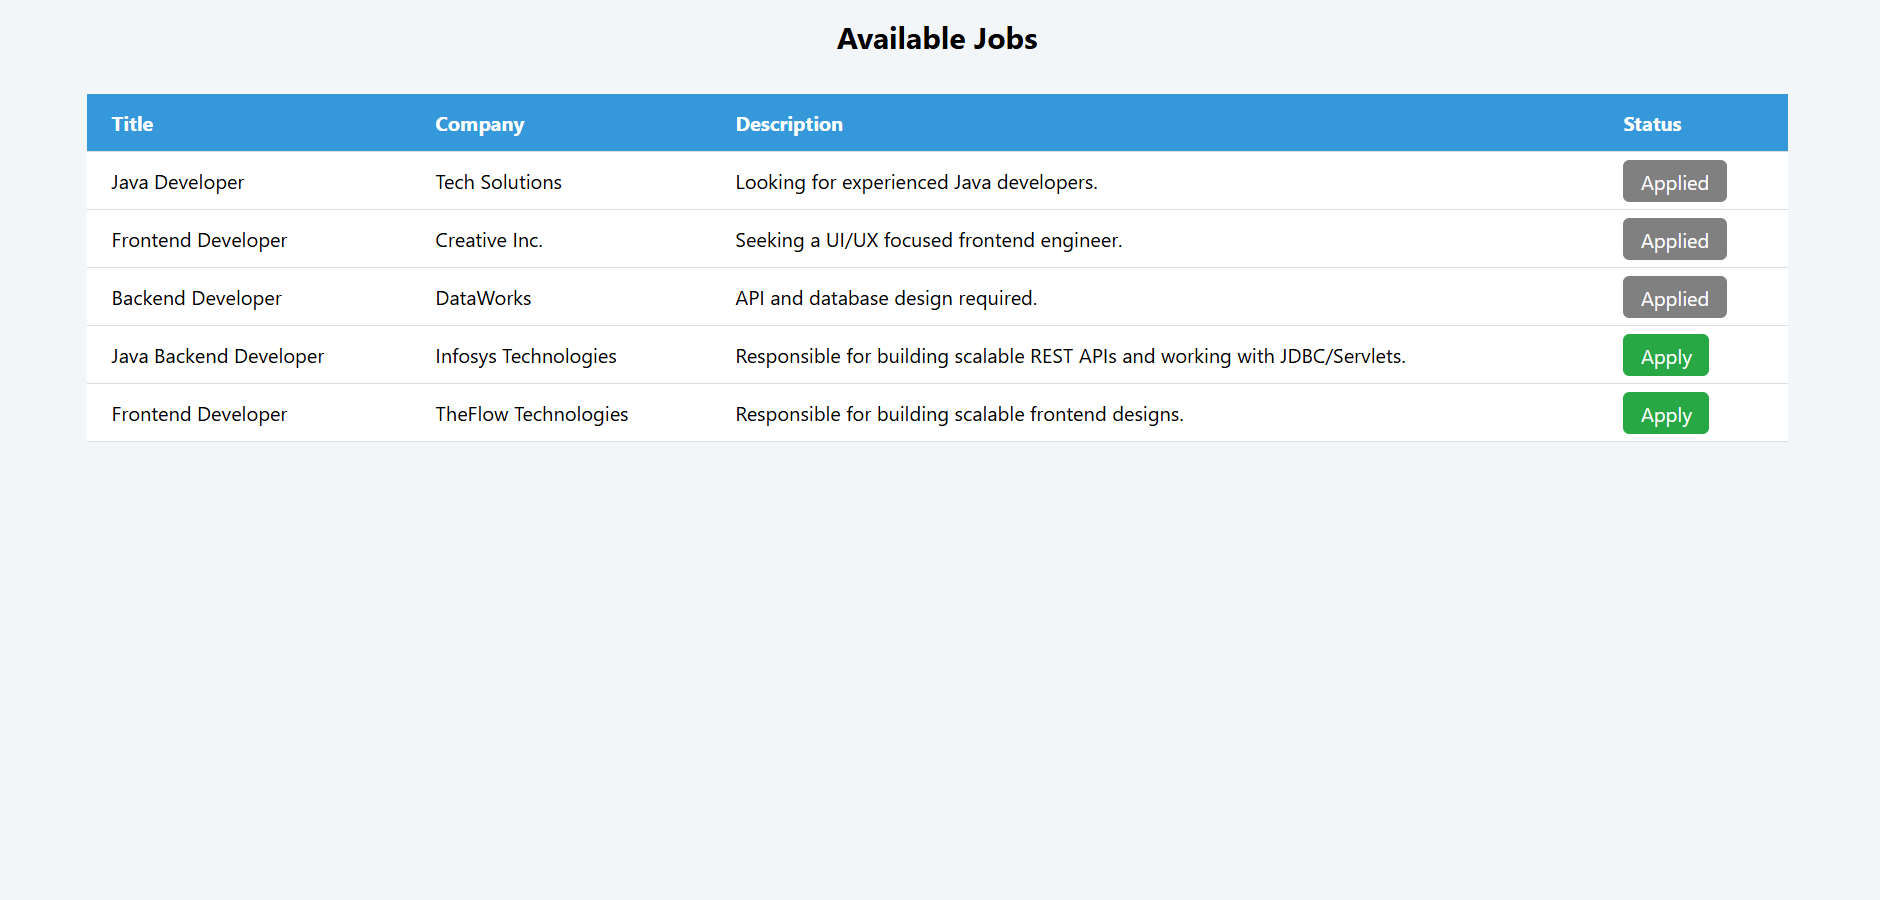 Available Jobs
Title Company Description Status
Java Developer Tech Solutions Looking for experienced Java developers. Applied
Frontend Developer Creative Inc. Seeking a UI/UX focused frontend engineer. Applied
Backend Developer DataWorks API and database design required. Applied
Java Backend Developer Infosys Technologies Responsible for building scalable REST APIs and working with JDBC/Servlets. Apply
Frontend Developer TheFlow Technologies Responsible for building scalable frontend designs. Apply